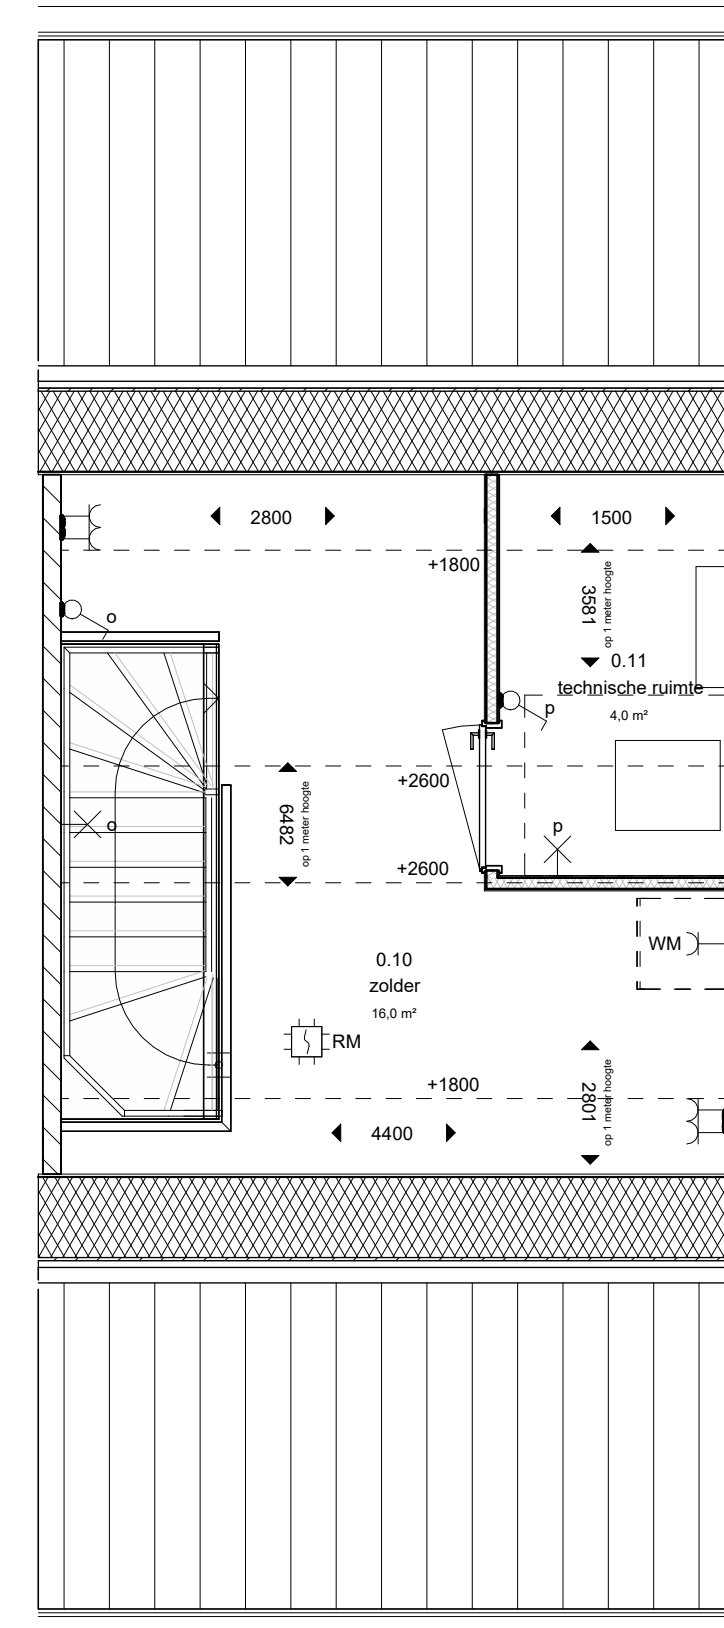 2800
1500
+1800
3581
op 1 meter hoogte
o
0.11
technische ruimte
4,0 m²
p
+2600
6482
op 1 meter hoogte
o
p
+2600
WM
0.10
zolder
16,0 m²
RM
+1800
2801
op 1 meter hoogte
4400